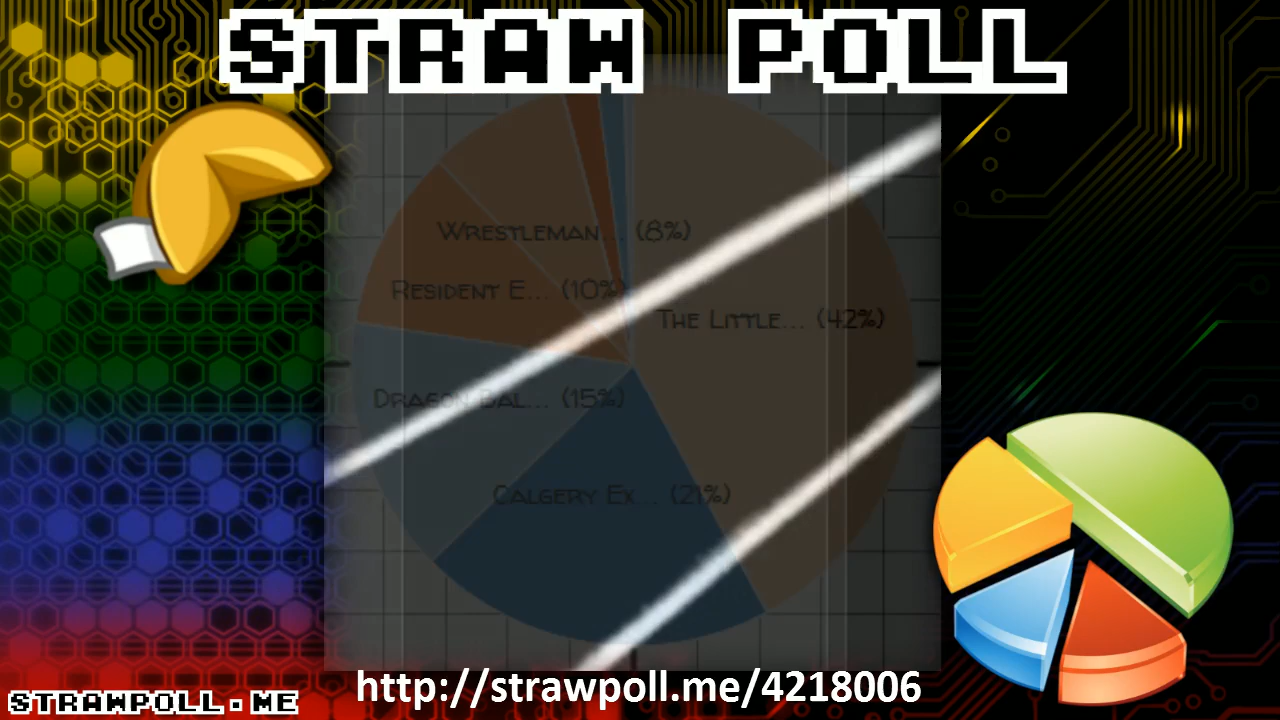 STRAW POLL
WRESTLEMAN... (8%)
RESIDENT E... (10%)
THE LITTLE... (42%)
DRAGON BAL... (15%)
CALGERY EX... (21%)
http://strawpoll.me/4218006
STRAWPOLL.ME